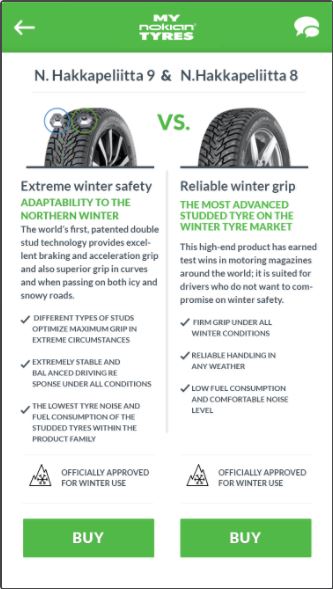 MY
nokian
TYRES
N. Hakkapeliitta 9 & N.Hakkapeliitta 8
VS.
Extreme winter safety
ADAPTABILITY TO THE
NORTHERN WINTER
The world's first, patented double
stud technology provides excel-
lent braking and acceleration grip
and also superior grip in curves
and when passing on both icy and
snowy roads.
DIFFERENT TYPES OF STUDS
OPTIMIZE MAXIMUM GRIP IN
EXTREME CIRCUMSTANCES
EXTREMELY STABLE AND
BAL ANCED DRIVING RE
SPONSE UNDER ALL CONDITIONS
THE LOWEST TYRE NOISE AND
FUEL CONSUMPTION OF THE
STUDDED TYRES WITHIN THE
PRODUCT FAMILY
OFFICIALLY APPROVED
FOR WINTER USE
BUY
Reliable winter grip
THE MOST ADVANCED
STUDDED TYRE ON THE
WINTER TYRE MARKET
This high-end product has earned
test wins in motoring magazines
around the world; it is suited for
drivers who do not want to com-
promise on winter safety.
FIRM GRIP UNDER ALL
WINTER CONDITIONS
RELIABLE HANDLING IN
ANY WEATHER
LOW FUEL CONSUMPTION
AND COMFORTABLE NOISE
LEVEL
OFFICIALLY APPROVED
FOR WINTER USE
BUY